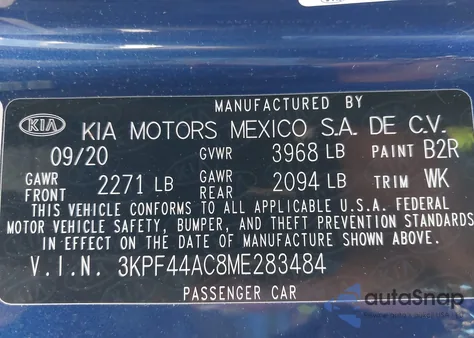 MANUFACTURED BY
KIA KIA MOTORS MEXICO S.A. DE C.V.
09/20 GVWR 3968 LB PAINT B2R
GAWR FRONT 2271 LB GAWR REAR 2094 LB TRIM WK
THIS VEHICLE CONFORMS TO ALL APPLICABLE U.S.A. FEDERAL
MOTOR VEHICLE SAFETY, BUMPER, AND THEFT PREVENTION STANDARDS
IN EFFECT ON THE DATE OF MANUFACTURE SHOWN ABOVE.
V.I.N. 3KPF44AC8ME283484
PASSENGER CAR
autoSnap